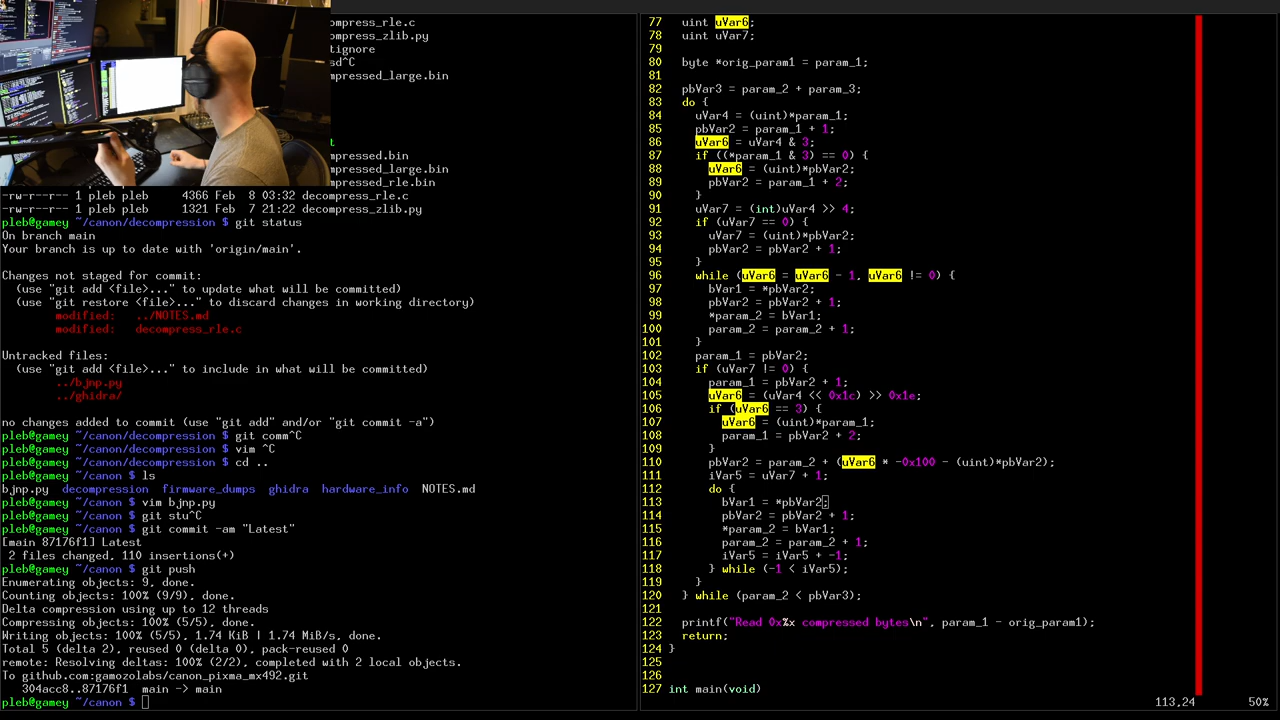 ompress_rle.c
ompress_zlib.py
tignore
sd^C
ompressed_large.bin
t
ompressed.bin
ompressed_large.bin
ompressed_rle.bin
-rw-r--r-- 1 pleb pleb    4366 Feb  8 03:32 decompress_rle.c
-rw-r--r-- 1 pleb pleb    1321 Feb  7 21:22 decompress_zlib.py
pleb@gamey ~/canon/decompression $ git status
On branch main
Your branch is up to date with 'origin/main'.
Changes not staged for commit:
  (use "git add <file>..." to update what will be committed)
  (use "git restore <file>..." to discard changes in working directory)
        modified:   ../NOTES.md
        modified:   decompress_rle.c
Untracked files:
  (use "git add <file>..." to include in what will be committed)
        ../bjnp.py
        ../ghidra/
no changes added to commit (use "git add" and/or "git commit -a")
pleb@gamey ~/canon/decompression $ git comm^C
pleb@gamey ~/canon/decompression $ vim ^C
pleb@gamey ~/canon/decompression $ cd ..
pleb@gamey ~/canon $ ls
bjnp.py  decompression  firmware_dumps  ghidra  hardware_info  NOTES.md
pleb@gamey ~/canon $ vim bjnp.py
pleb@gamey ~/canon $ git stu^C
pleb@gamey ~/canon $ git commit -am "Latest"
[main 87176f1] Latest
 2 files changed, 110 insertions(+)
pleb@gamey ~/canon $ git push
Enumerating objects: 9, done.
Counting objects: 100% (9/9), done.
Delta compression using up to 12 threads
Compressing objects: 100% (5/5), done.
Writing objects: 100% (5/5), 1.74 KiB | 1.74 MiB/s, done.
Total 5 (delta 2), reused 0 (delta 0), pack-reused 0
remote: Resolving deltas: 100% (2/2), completed with 2 local objects.
To github.com:gamozolabs/canon_pixma_mx492.git
   304acc8..87176f1  main -> main
pleb@gamey ~/canon $
77   uint uVar6;
78   uint uVar7;
79
80   byte *orig_param1 = param_1;
81
82   pbVar3 = param_2 + param_3;
83   do {
84     uVar4 = (uint)*param_1;
85     pbVar2 = param_1 + 1;
86     uVar6 = uVar4 & 3;
87     if ((*param_1 & 3) == 0) {
88       uVar6 = (uint)*pbVar2;
89       pbVar2 = param_1 + 2;
90     }
91     uVar7 = (int)uVar4 >> 4;
92     if (uVar7 == 0) {
93       uVar7 = (uint)*pbVar2;
94       pbVar2 = pbVar2 + 1;
95     }
96     while (uVar6 = uVar6 - 1, uVar6 != 0) {
97       bVar1 = *pbVar2;
98       pbVar2 = pbVar2 + 1;
99       *param_2 = bVar1;
100       param_2 = param_2 + 1;
101     }
102     param_1 = pbVar2;
103     if (uVar7 != 0) {
104       param_1 = pbVar2 + 1;
105       uVar6 = (uVar4 << 0x1c) >> 0x1e;
106       if (uVar6 == 3) {
107         uVar6 = (uint)*param_1;
108         param_1 = pbVar2 + 2;
109       }
110       pbVar2 = param_2 + (uVar6 * -0x100 - (uint)*pbVar2);
111       iVar5 = uVar7 + 1;
112       do {
113         bVar1 = *pbVar2;
114         pbVar2 = pbVar2 + 1;
115         *param_2 = bVar1;
116         param_2 = param_2 + 1;
117         iVar5 = iVar5 + -1;
118       } while (-1 < iVar5);
119     }
120   } while (param_2 < pbVar3);
121
122   printf("Read 0x%x compressed bytes\n", param_1 - orig_param1);
123   return;
124 }
125
126
127 int main(void)
113,24          50%